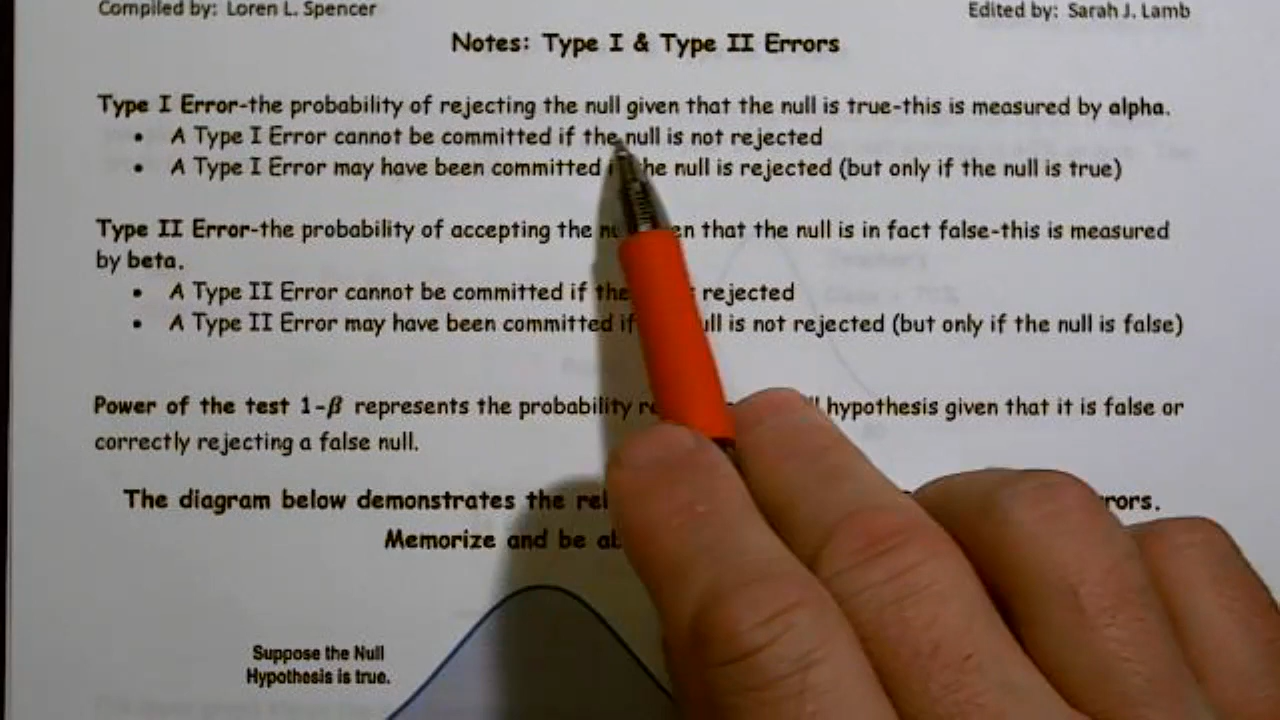 Compiled by: Loren L. Spencer
Edited by: Sarah J. Lamb
Notes: Type I & Type II Errors
Type I Error-the probability of rejecting the null given that the null is true-this is measured by alpha.
• A Type I Error cannot be committed if the null is not rejected
• A Type I Error may have been committed the null is rejected (but only if the null is true)
Type II Error-the probability of accepting the that the null is in fact false-this is measured
by beta.
• A Type II Error cannot be committed if the rejected
• A Type II Error may have been committed if is not rejected (but only if the null is false)
Power of the test 1-β represents the probability hypothesis given that it is false or
correctly rejecting a false null.
The diagram below demonstrates the
Memorize and be
Suppose the Null
Hypothesis is true.